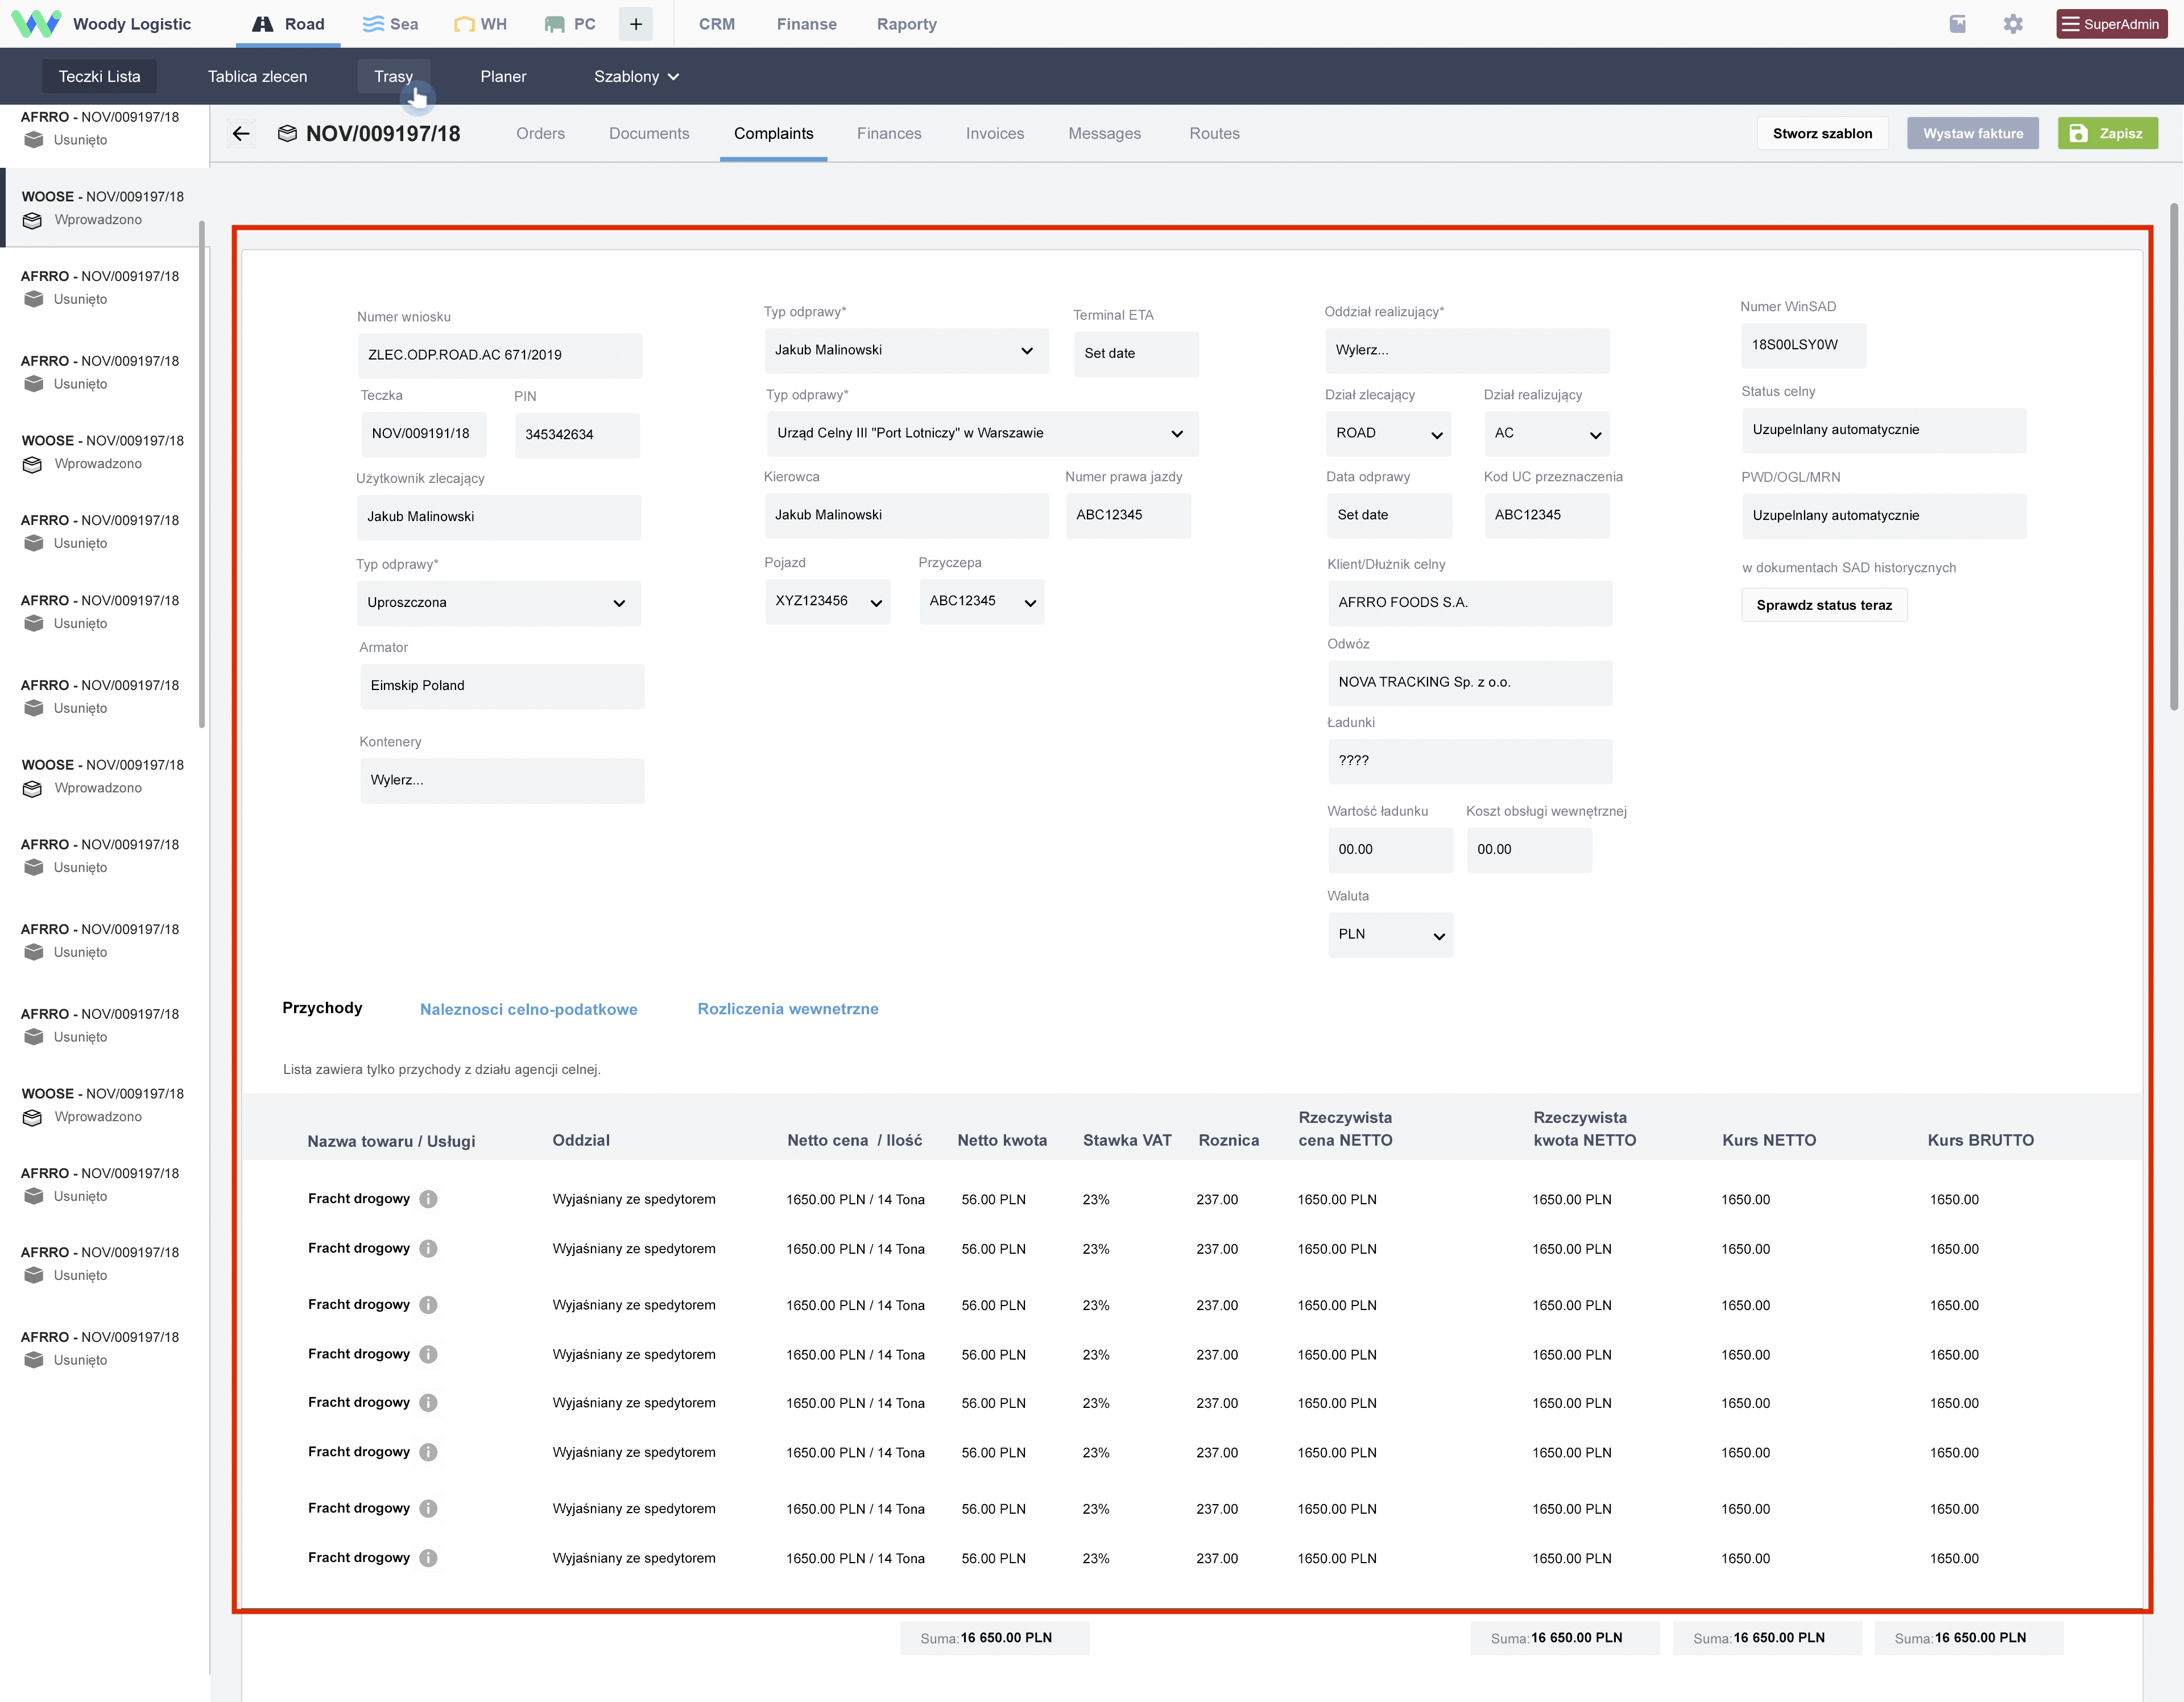 Woody Logistic
Road
Sea
WH
PC
+
CRM
Finanse
Raporty
SuperAdmin
Teczki Lista
Tablica zlecen
Trasy
Planer
Szablony
AFRRO - NOV/009197/18
Usunięto
WOOSE - NOV/009197/18
Wprowadzono
AFRRO - NOV/009197/18
Usunięto
AFRRO - NOV/009197/18
Usunięto
WOOSE - NOV/009197/18
Wprowadzono
AFRRO - NOV/009197/18
Usunięto
AFRRO - NOV/009197/18
Usunięto
AFRRO - NOV/009197/18
Usunięto
WOOSE - NOV/009197/18
Wprowadzono
AFRRO - NOV/009197/18
Usunięto
AFRRO - NOV/009197/18
Usunięto
AFRRO - NOV/009197/18
Usunięto
WOOSE - NOV/009197/18
Wprowadzono
AFRRO - NOV/009197/18
Usunięto
AFRRO - NOV/009197/18
Usunięto
AFRRO - NOV/009197/18
Usunięto
NOV/009197/18
Orders
Documents
Complaints
Finances
Invoices
Messages
Routes
Stworz szablon
Wystaw fakture
Zapisz
Numer wniosku
ZLEC.ODP.ROAD.AC 671/2019
Teczka
PIN
NOV/009191/18
345342634
Użytkownik zlecający
Jakub Malinowski
Typ odprawy*
Uproszczona
Armator
Eimskip Poland
Kontenery
Wylerz...
Typ odprawy*
Terminal ETA
Jakub Malinowski
Set date
Typ odprawy*
Urząd Celny III "Port Lotniczy" w Warszawie
Kierowca
Numer prawa jazdy
Jakub Malinowski
ABC12345
Pojazd
Przyczepa
XYZ123456
ABC12345
Oddział realizujący*
Wylerz...
Dział zlecający
Dział realizujący
ROAD
AC
Data odprawy
Kod UC przeznaczenia
Set date
ABC12345
Klient/Dłużnik celny
AFRRO FOODS S.A.
Odwóz
NOVA TRACKING Sp. z o.o.
Ładunki
????
Wartość ładunku
Koszt obsługi wewnętrznej
00.00
00.00
Waluta
PLN
Numer WinSAD
18S00LSY0W
Status celny
Uzupelnlany automatycznie
PWD/OGL/MRN
Uzupelnlany automatycznie
w dokumentach SAD historycznych
Sprawdz status teraz
Przychody
Naleznosci celno-podatkowe
Rozliczenia wewnetrzne
Lista zawiera tylko przychody z działu agencji celnej.
Nazwa towaru / Usługi
Oddzial
Netto cena / Ilość
Netto kwota
Stawka VAT
Roznica
Rzeczywista
cena NETTO
Rzeczywista
kwota NETTO
Kurs NETTO
Kurs BRUTTO
Fracht drogowy Wyjaśniany ze spedytorem 1650.00 PLN / 14 Tona 56.00 PLN 23% 237.00 1650.00 PLN 1650.00 PLN 1650.00 1650.00
Fracht drogowy Wyjaśniany ze spedytorem 1650.00 PLN / 14 Tona 56.00 PLN 23% 237.00 1650.00 PLN 1650.00 PLN 1650.00 1650.00
Fracht drogowy Wyjaśniany ze spedytorem 1650.00 PLN / 14 Tona 56.00 PLN 23% 237.00 1650.00 PLN 1650.00 PLN 1650.00 1650.00
Fracht drogowy Wyjaśniany ze spedytorem 1650.00 PLN / 14 Tona 56.00 PLN 23% 237.00 1650.00 PLN 1650.00 PLN 1650.00 1650.00
Fracht drogowy Wyjaśniany ze spedytorem 1650.00 PLN / 14 Tona 56.00 PLN 23% 237.00 1650.00 PLN 1650.00 PLN 1650.00 1650.00
Fracht drogowy Wyjaśniany ze spedytorem 1650.00 PLN / 14 Tona 56.00 PLN 23% 237.00 1650.00 PLN 1650.00 PLN 1650.00 1650.00
Fracht drogowy Wyjaśniany ze spedytorem 1650.00 PLN / 14 Tona 56.00 PLN 23% 237.00 1650.00 PLN 1650.00 PLN 1650.00 1650.00
Fracht drogowy Wyjaśniany ze spedytorem 1650.00 PLN / 14 Tona 56.00 PLN 23% 237.00 1650.00 PLN 1650.00 PLN 1650.00 1650.00
Suma: 16 650.00 PLN
Suma: 16 650.00 PLN
Suma: 16 650.00 PLN
Suma: 16 650.00 PLN